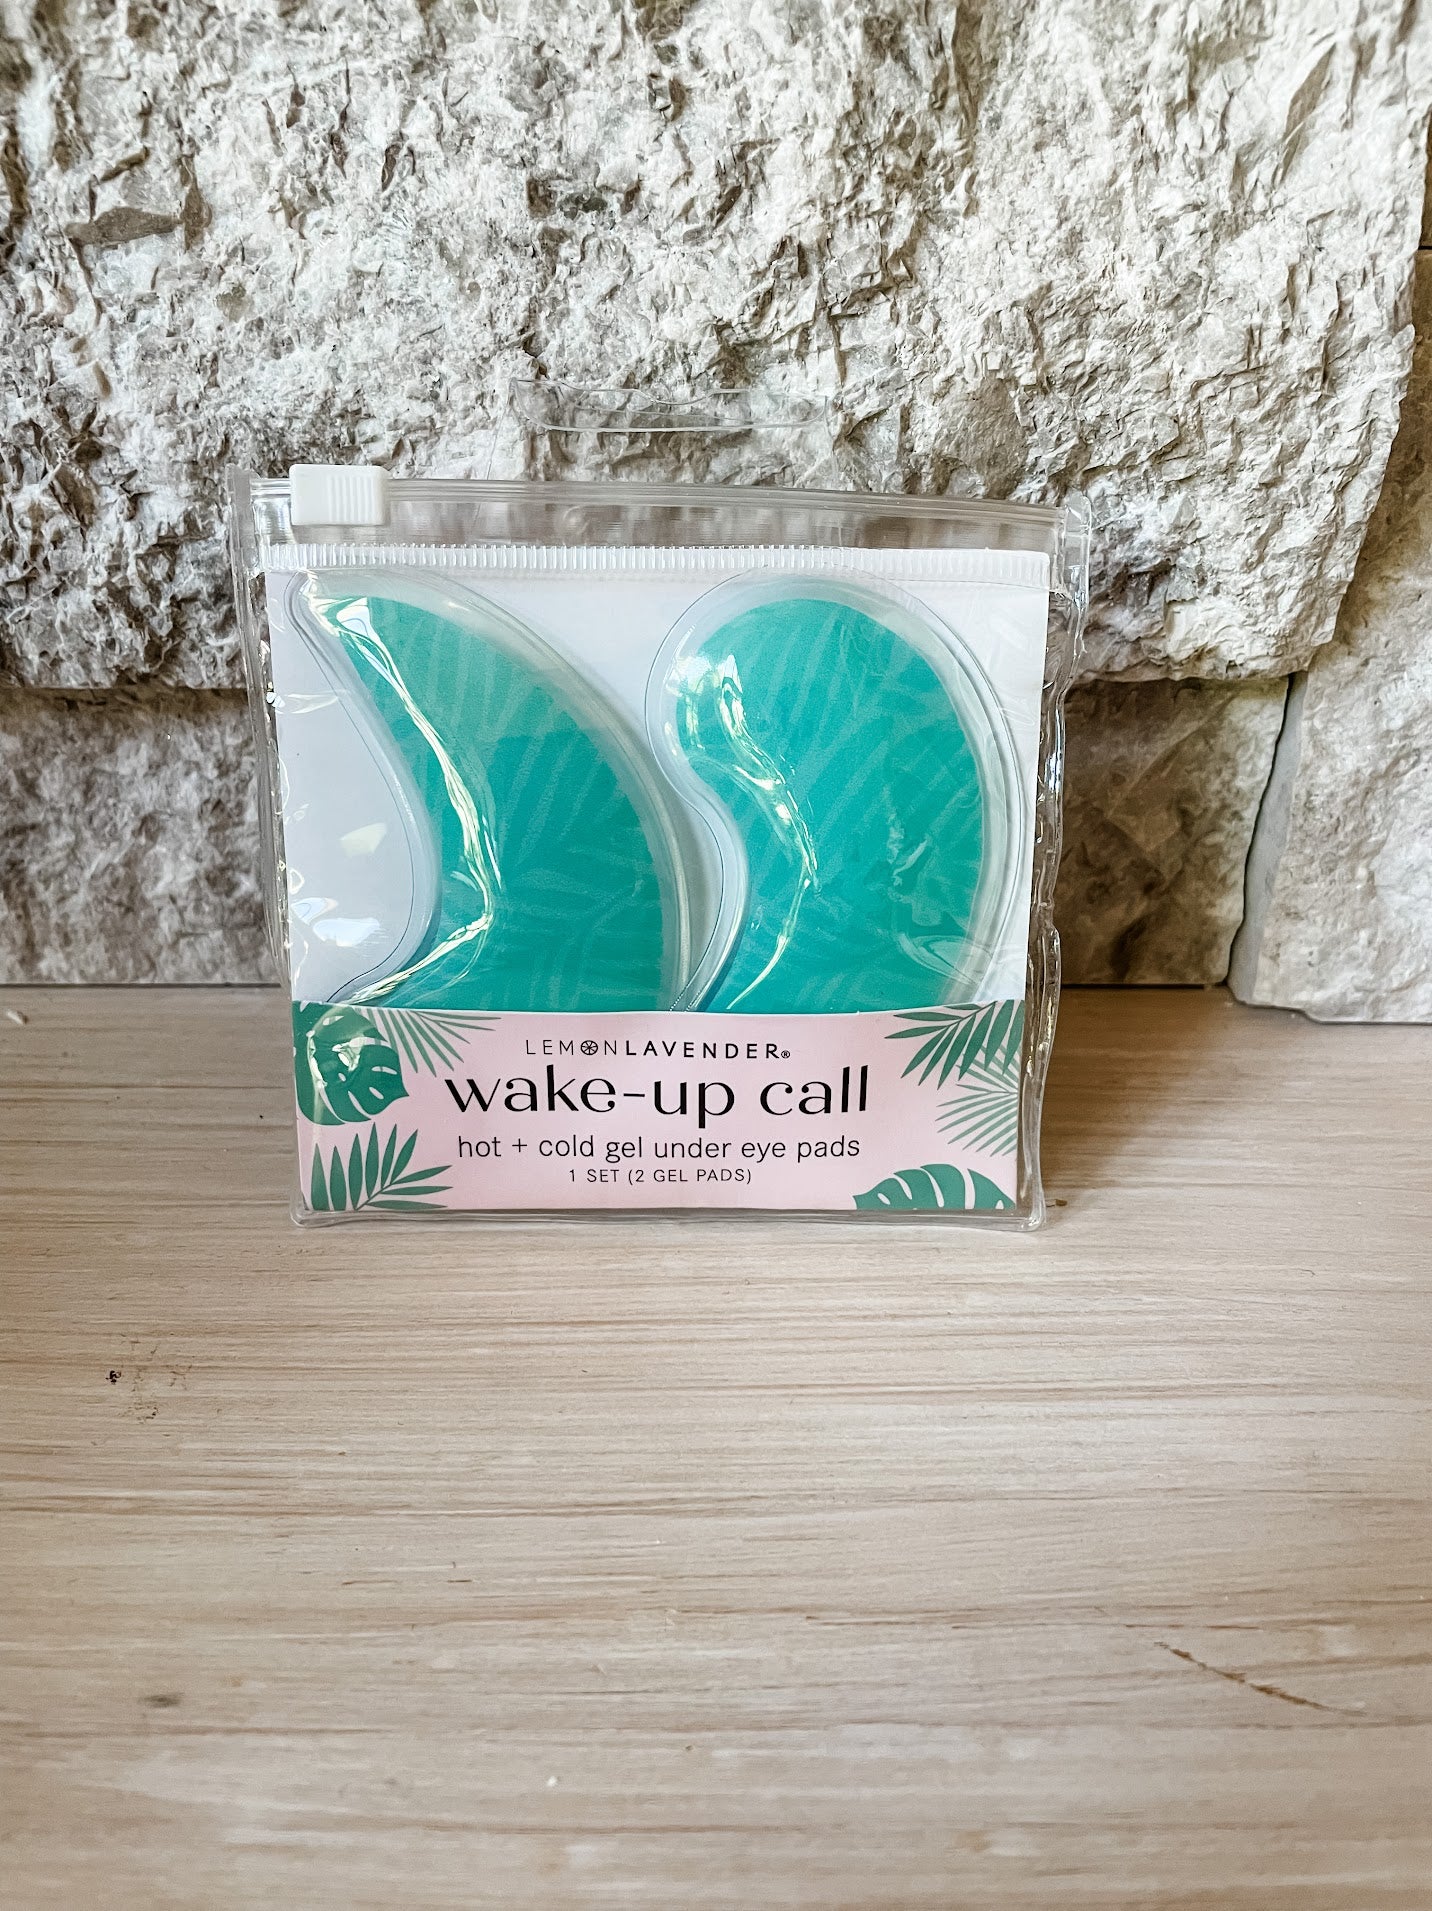 LEMONLAVENDER®
wake-up call
hot + cold gel under eye pads
1 SET (2 GEL PADS)